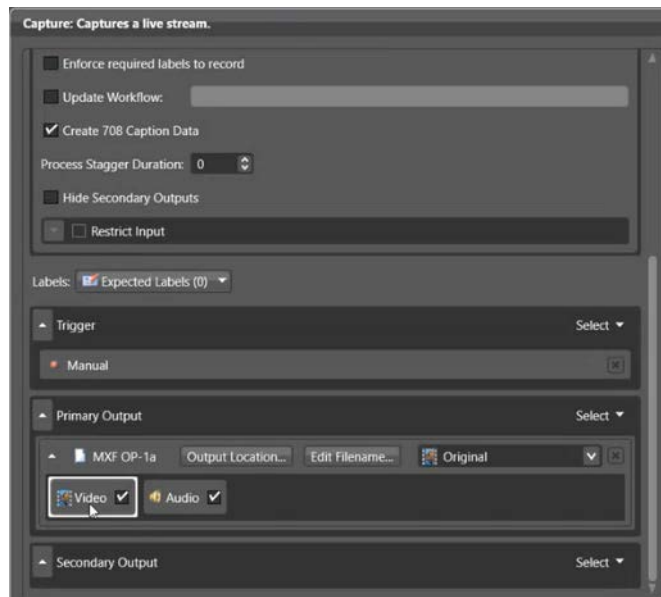 Capture: Captures a live stream.
Enforce required labels to record
Update Workflow:
Create 708 Caption Data
Process Stagger Duration: 0
Hide Secondary Outputs
Restrict Input
Labels: Expected Labels (0)
Trigger Select
Manual
Primary Output Select
MXF OP-1a Output Location... Edit Filename... Original
Video Audio
Secondary Output Select